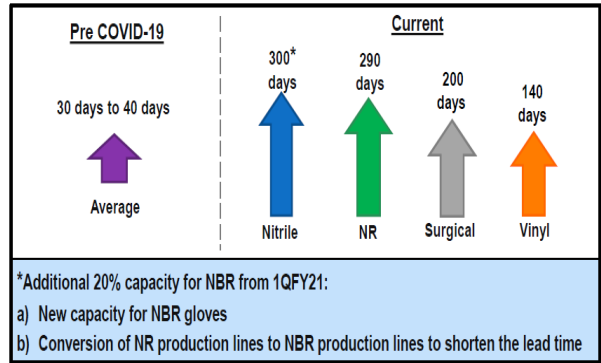 Pre COVID-19
30 days to 40 days
Average
Current
300*
days
Nitrile
290
days
NR
200
days
Surgical
140
days
Vinyl
*Additional 20% capacity for NBR from 1QFY21:
a) New capacity for NBR gloves
b) Conversion of NR production lines to NBR production lines to shorten the lead time